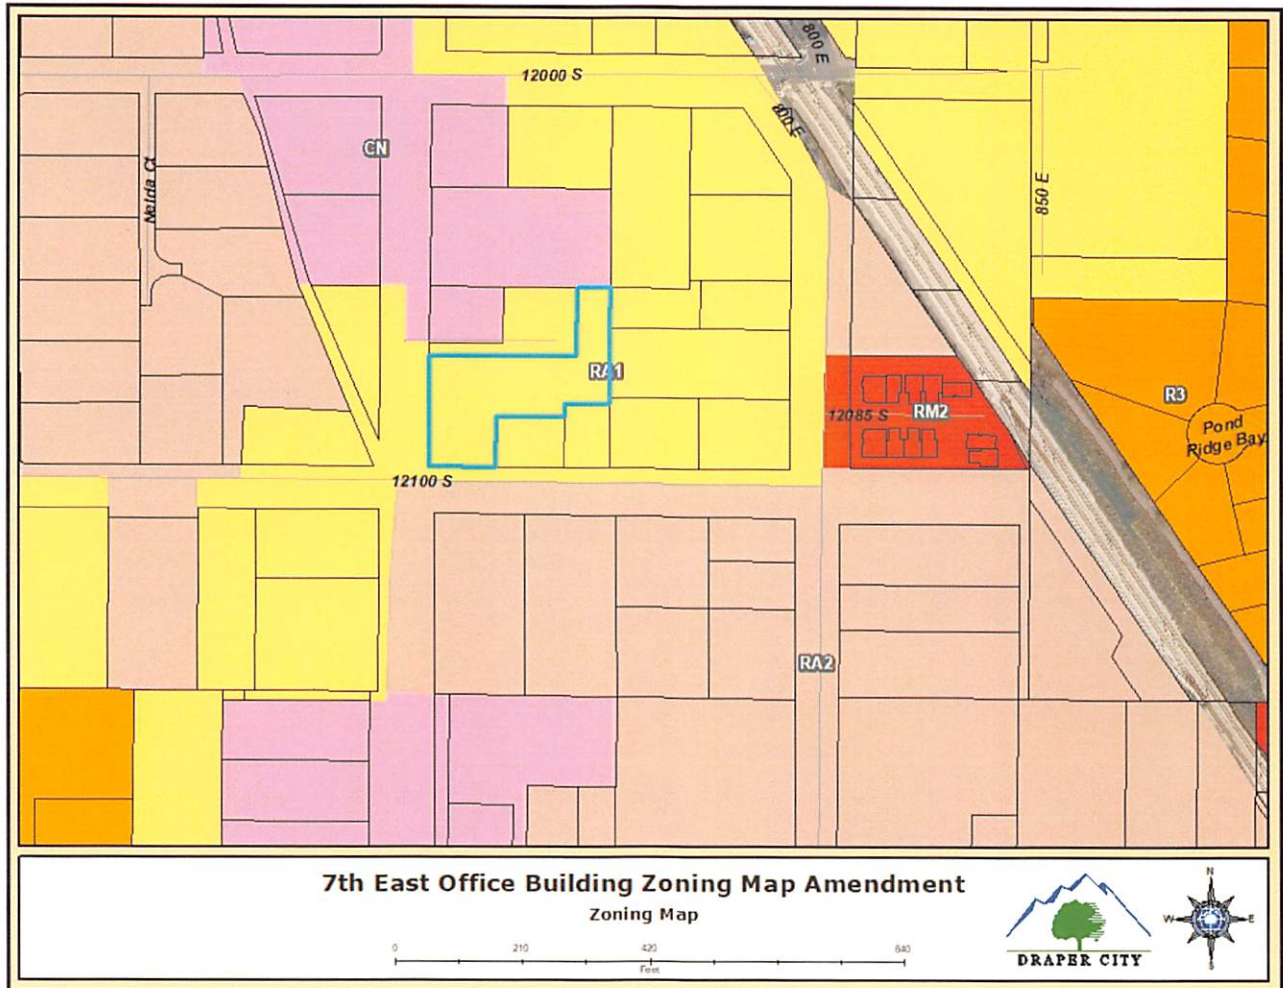 800 E
12000 S
800 E
CN
Nelda Ct
850 E
RA1
R3
12085 S
RM2
Pond
Ridge Bay
12100 S
RA2
7th East Office Building Zoning Map Amendment
Zoning Map
0 210 420 840
Feet
DRAPER CITY
N
W
E
S